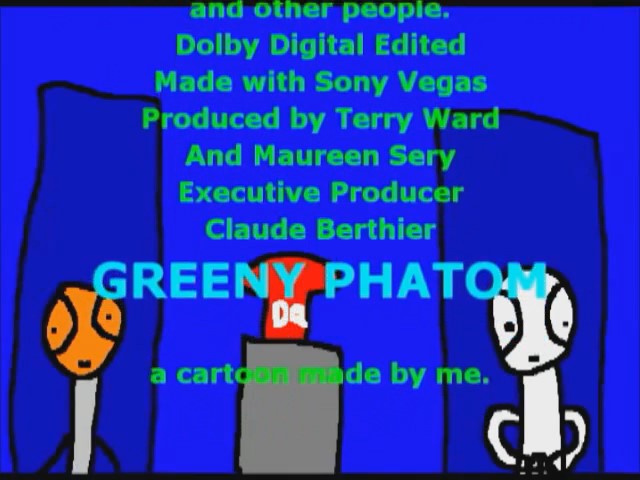 and other people.
Dolby Digital Edited
Made with Sony Vegas
Produced by Terry Ward
And Maureen Sery
Executive Producer
Claude Berthier
GREENY PHATOM
DQ
a cartoon made by me.